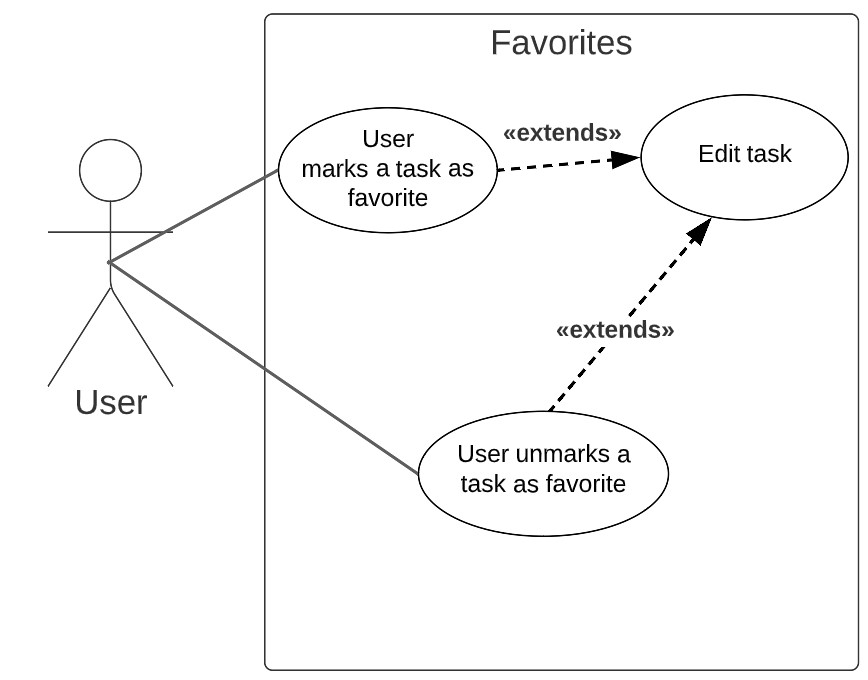 Favorites
User
marks a task as
favorite
«extends»
Edit task
«extends»
User
User unmarks a
task as favorite